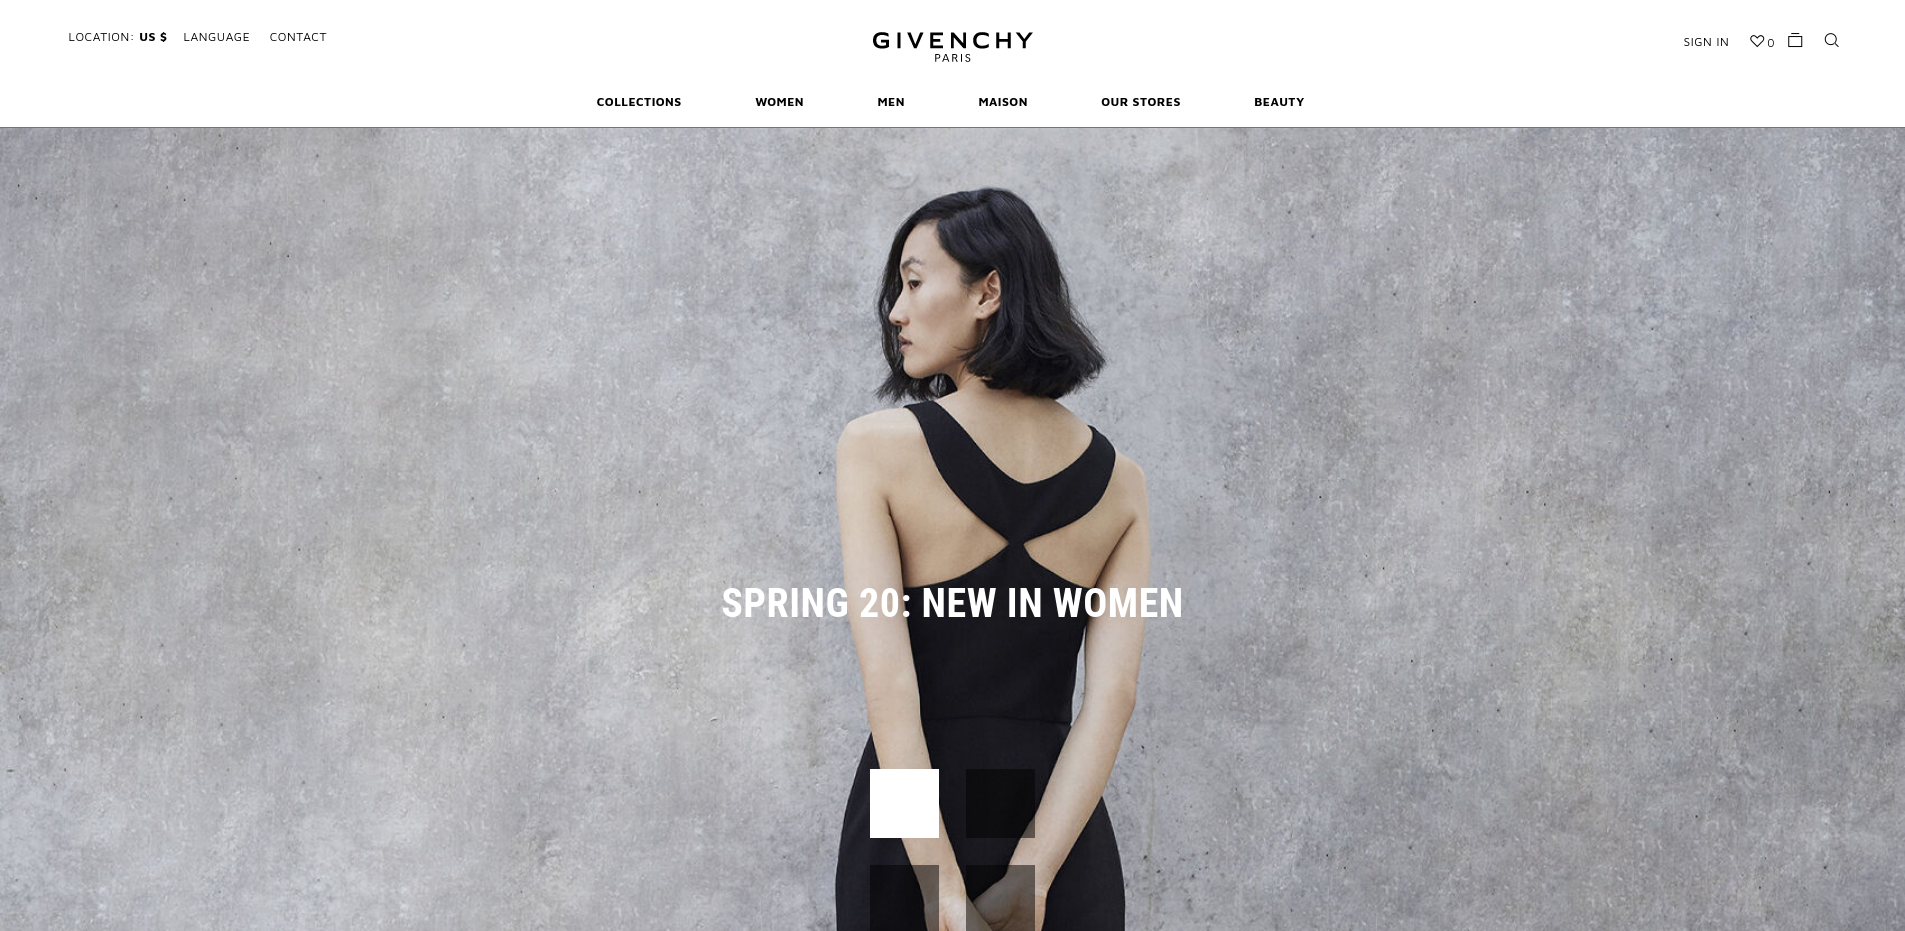 LOCATION: US $ LANGUAGE CONTACT
GIVENCHY
PARIS
SIGN IN 0
COLLECTIONS WOMEN MEN MAISON OUR STORES BEAUTY
SPRING 20: NEW IN WOMEN